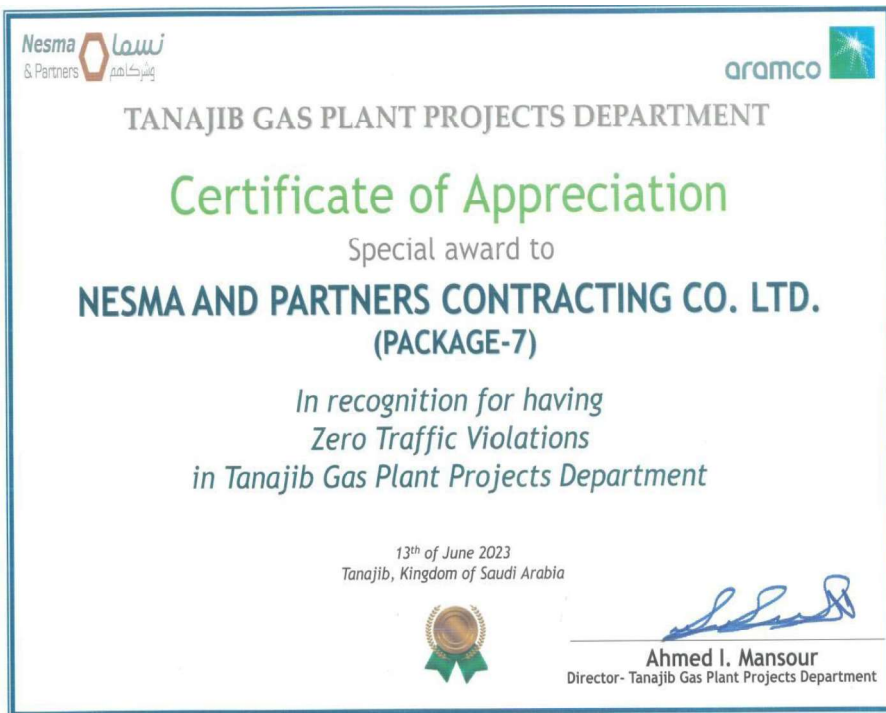 Nesma نسما
& Partners وشركاهم
aramco
TANAJIB GAS PLANT PROJECTS DEPARTMENT
Certificate of Appreciation
Special award to
NESMA AND PARTNERS CONTRACTING CO. LTD.
(PACKAGE-7)
In recognition for having
Zero Traffic Violations
in Tanajib Gas Plant Projects Department
13th of June 2023
Tanajib, Kingdom of Saudi Arabia
Ahmed I. Mansour
Director- Tanajib Gas Plant Projects Department